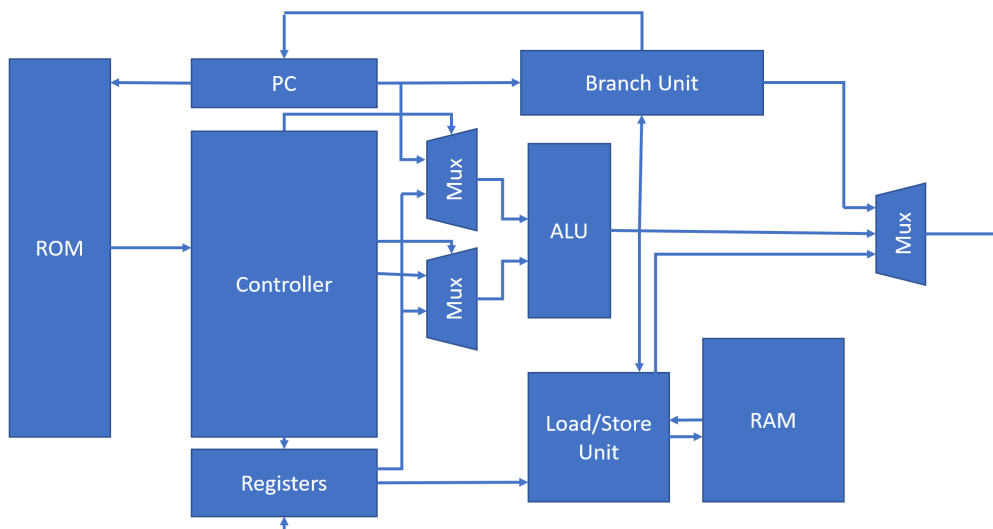 PC
Branch Unit
Mux
ROM
Controller
Mux
ALU
Mux
Registers
Load/Store
Unit
RAM